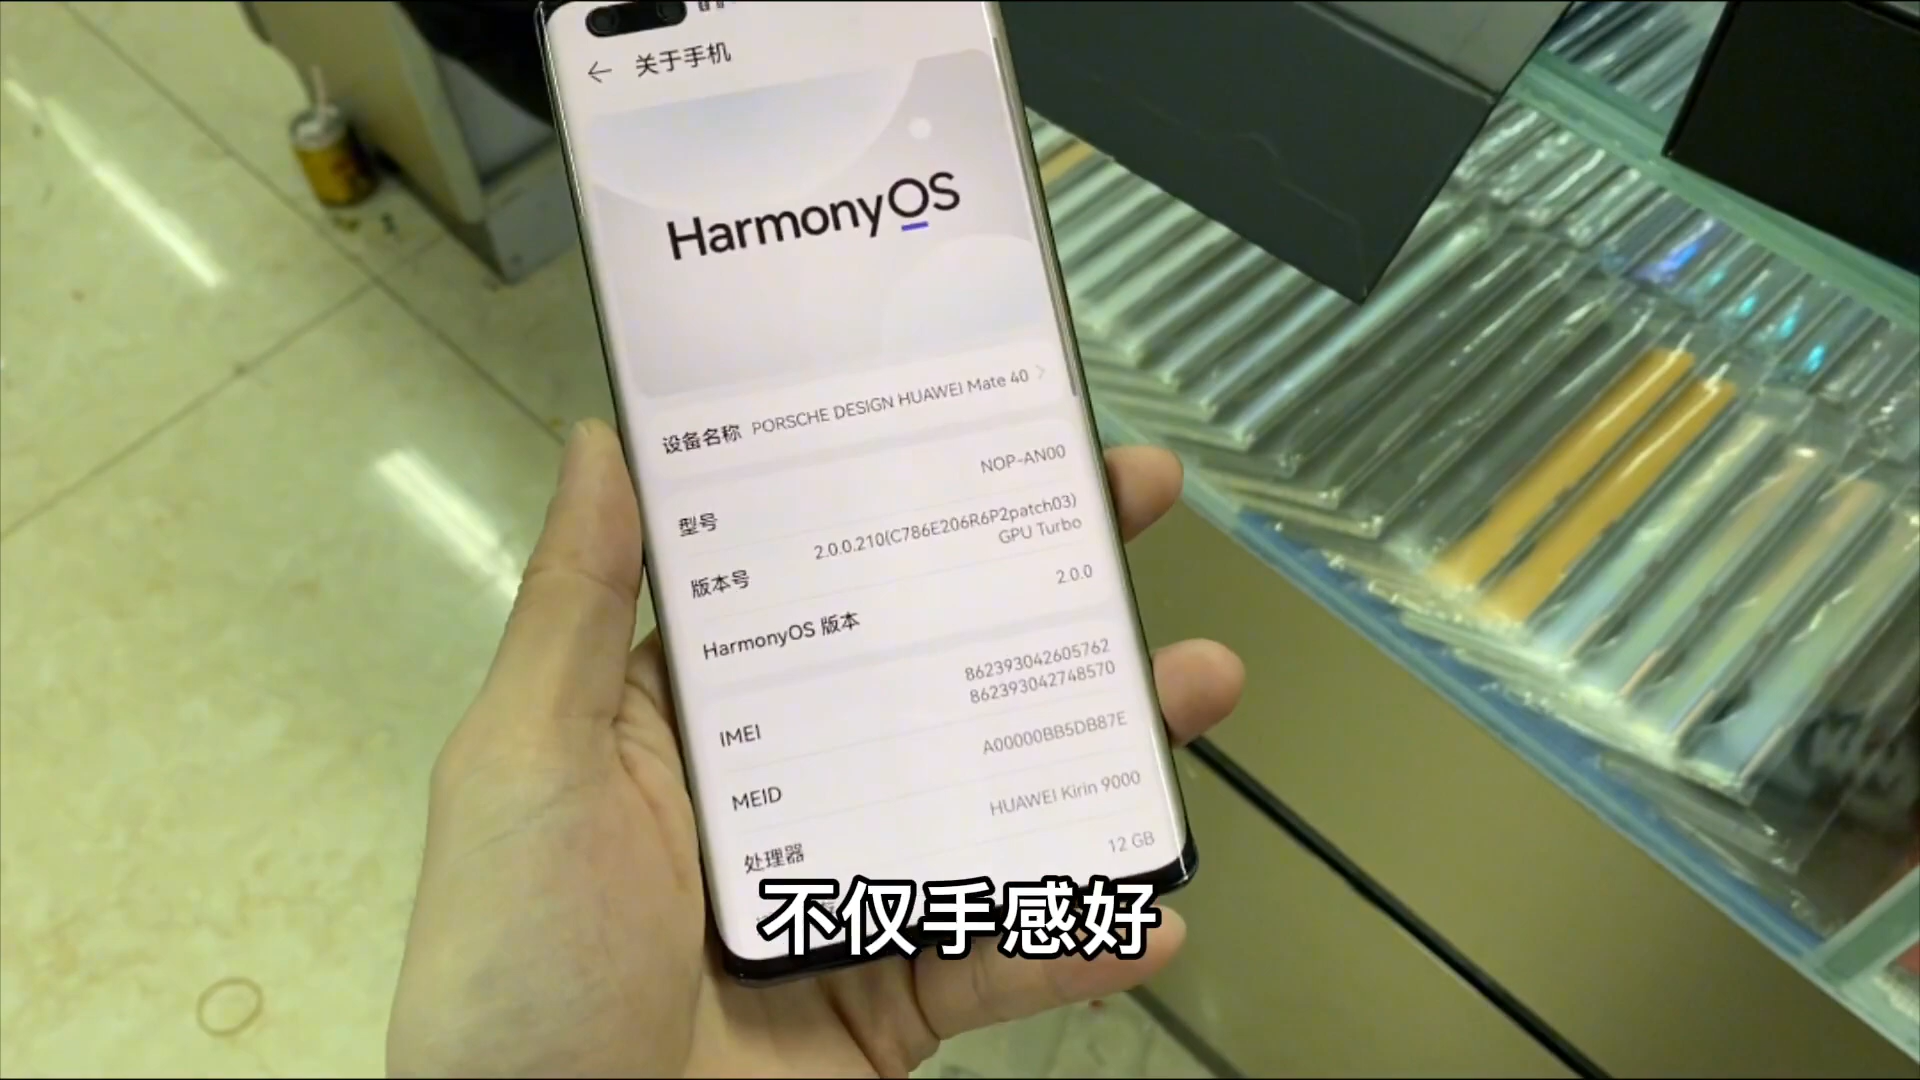 关于手机
HarmonyOS
设备名称 PORSCHE DESIGN HUAWEI Mate 40
型号 NOP-AN00
版本号 2.0.0.210(C786E206R6P2patch03)
GPU Turbo
HarmonyOS 版本 2.0.0
IMEI 862393042605762
862393042748570
MEID A00000BB5DB87E
处理器 HUAWEI Kirin 9000
12 GB
不仅手感好